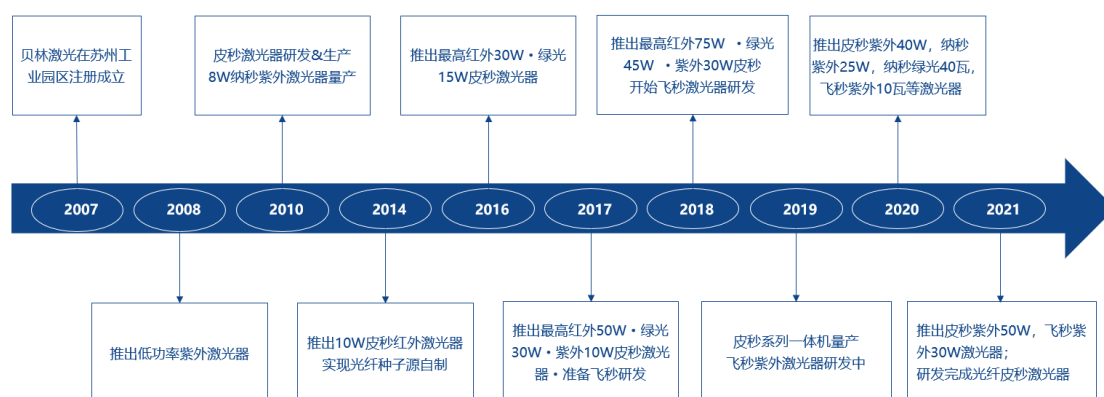 贝林激光在苏州工
业园区注册成立
皮秒激光器研发&生产
8W纳秒紫外激光器量产
推出最高红外30W·绿光
15W皮秒激光器
推出最高红外75W ·绿光
45W ·紫外30W皮秒
开始飞秒激光器研发
推出皮秒紫外40W，纳秒
紫外25W，纳秒绿光40瓦，
飞秒紫外10瓦等激光器
2007
2008
2010
2014
2016
2017
2018
2019
2020
2021
推出低功率紫外激光器
推出10W皮秒红外激光器
实现光纤种子源自制
推出最高红外50W·绿光
30W·紫外10W皮秒激光
器·准备飞秒研发
皮秒系列一体机量产
飞秒紫外激光器研发中
推出皮秒紫外50W，飞秒紫
外30W激光器；
研发完成光纤皮秒激光器